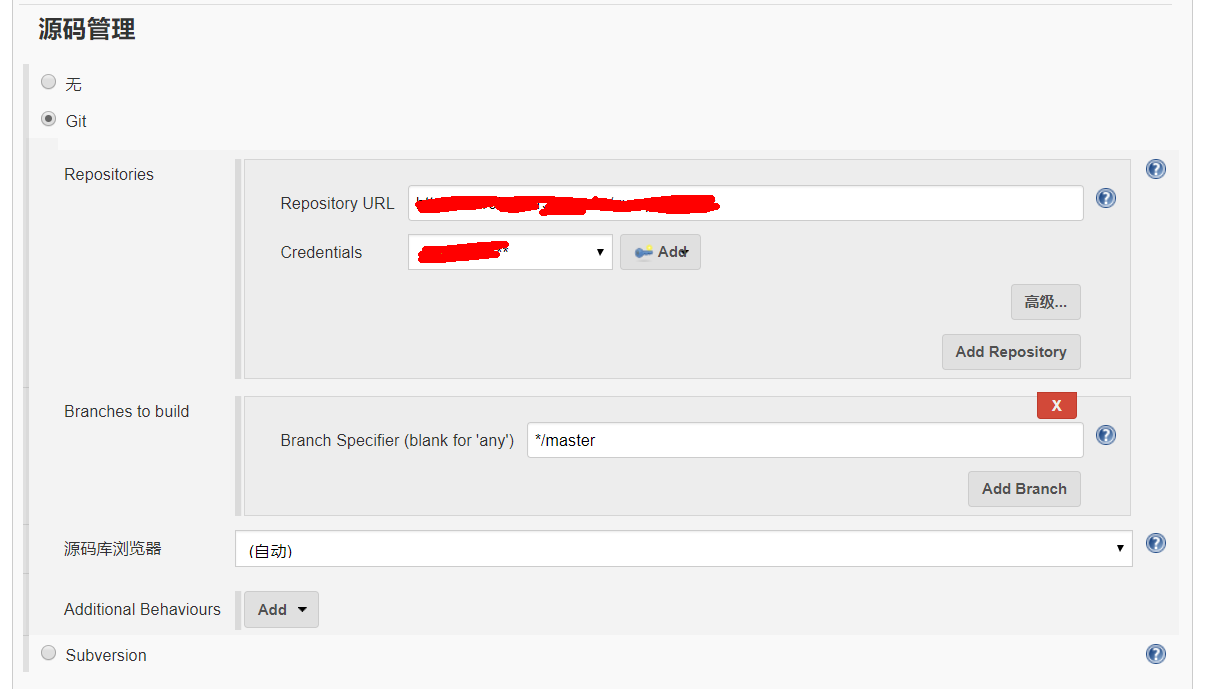 源码管理
无
Git
Repositories
Repository URL
Credentials
Add
高级...
Add Repository
Branches to build
X
Branch Specifier (blank for 'any') */master
Add Branch
源码库浏览器 (自动)
Additional Behaviours Add
Subversion